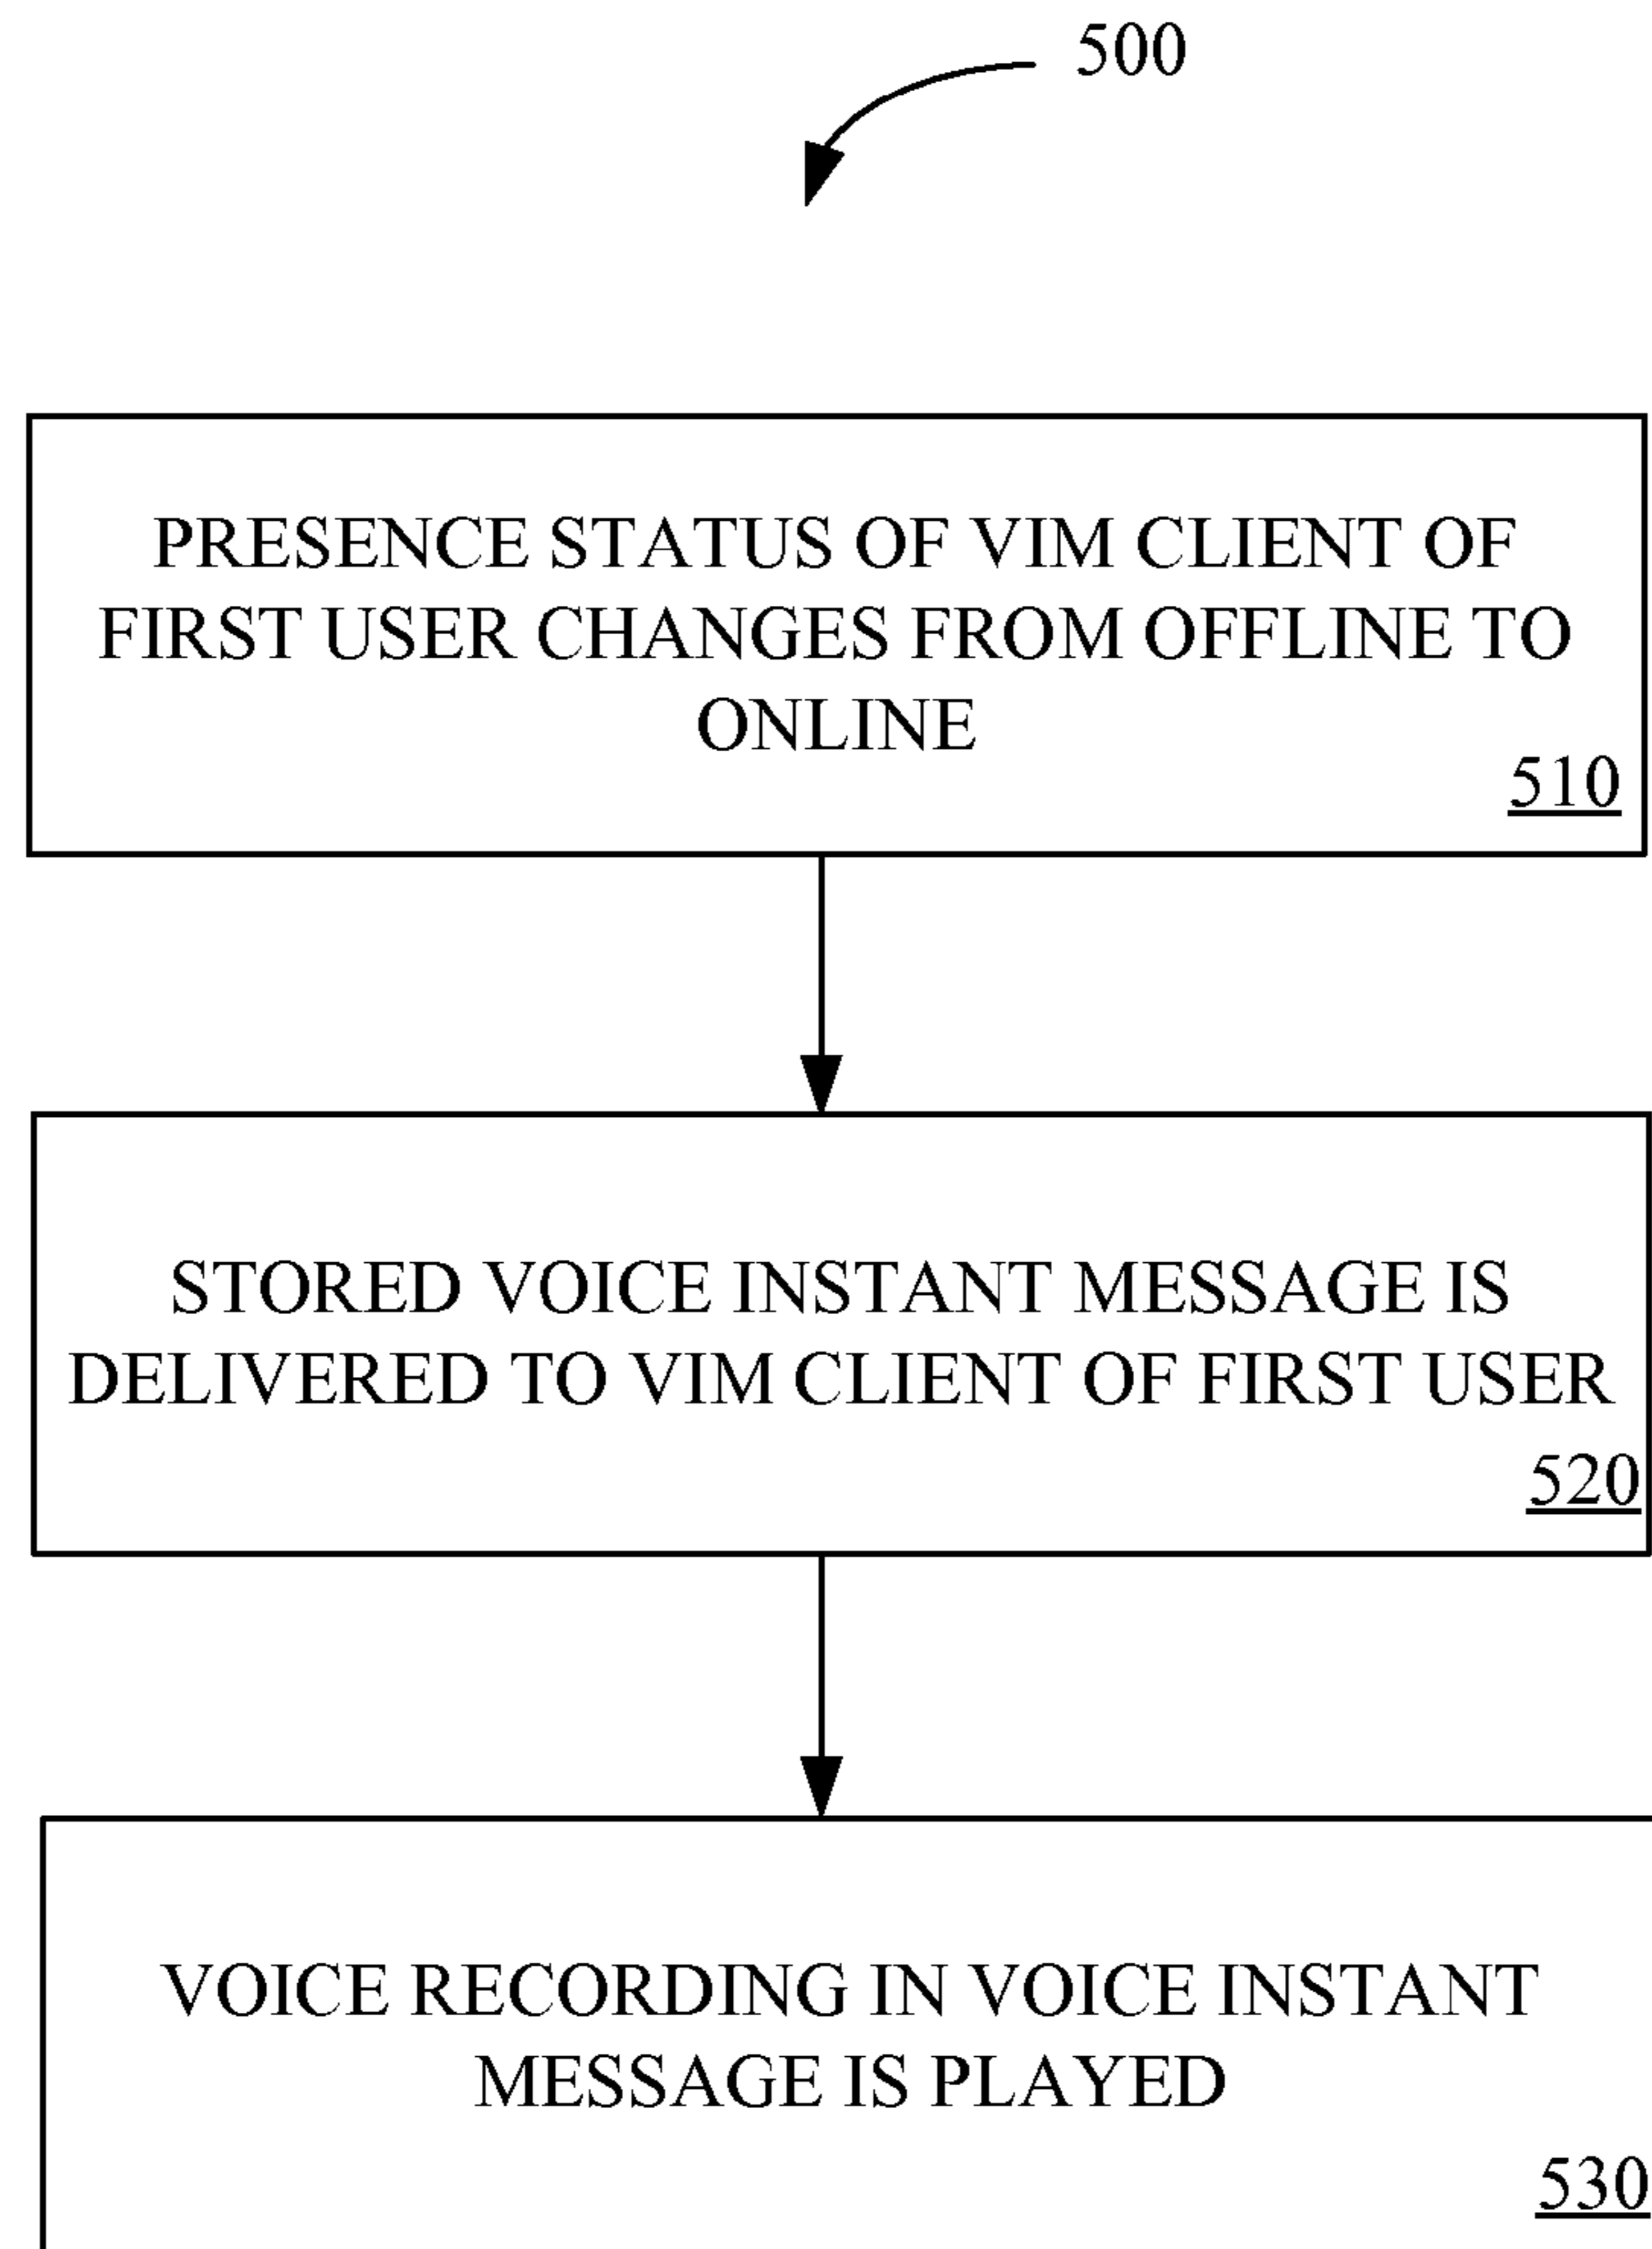 500
PRESENCE STATUS OF VIM CLIENT OF
FIRST USER CHANGES FROM OFFLINE TO
ONLINE
510
STORED VOICE INSTANT MESSAGE IS
DELIVERED TO VIM CLIENT OF FIRST USER
520
VOICE RECORDING IN VOICE INSTANT
MESSAGE IS PLAYED
530